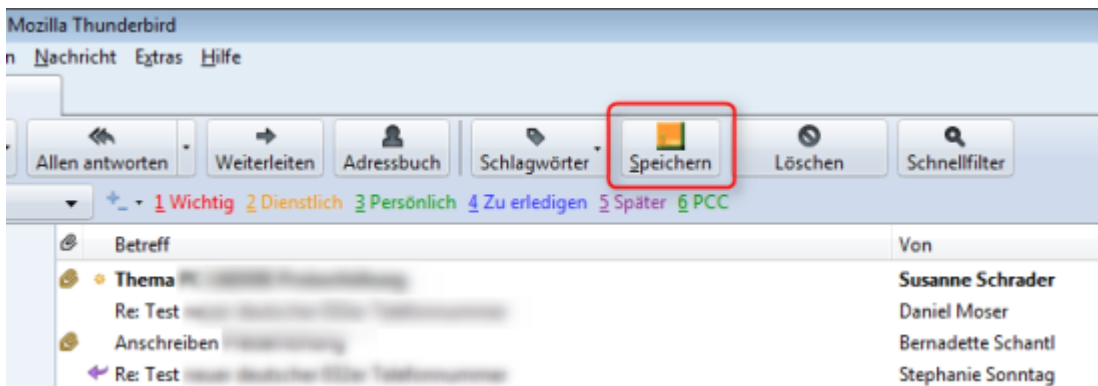 Mozilla Thunderbird
n Nachricht Extras Hilfe
Allen antworten Weiterleiten Adressbuch Schlagwörter Speichern Löschen Schnellfilter
1 Wichtig 2 Dienstlich 3 Persönlich 4 Zu erledigen 5 Später 6 PCC
Betreff Von
Thema Susanne Schrader
Re: Test Daniel Moser
Anschreiben Bernadette Schantl
Re: Test Stephanie Sonntag